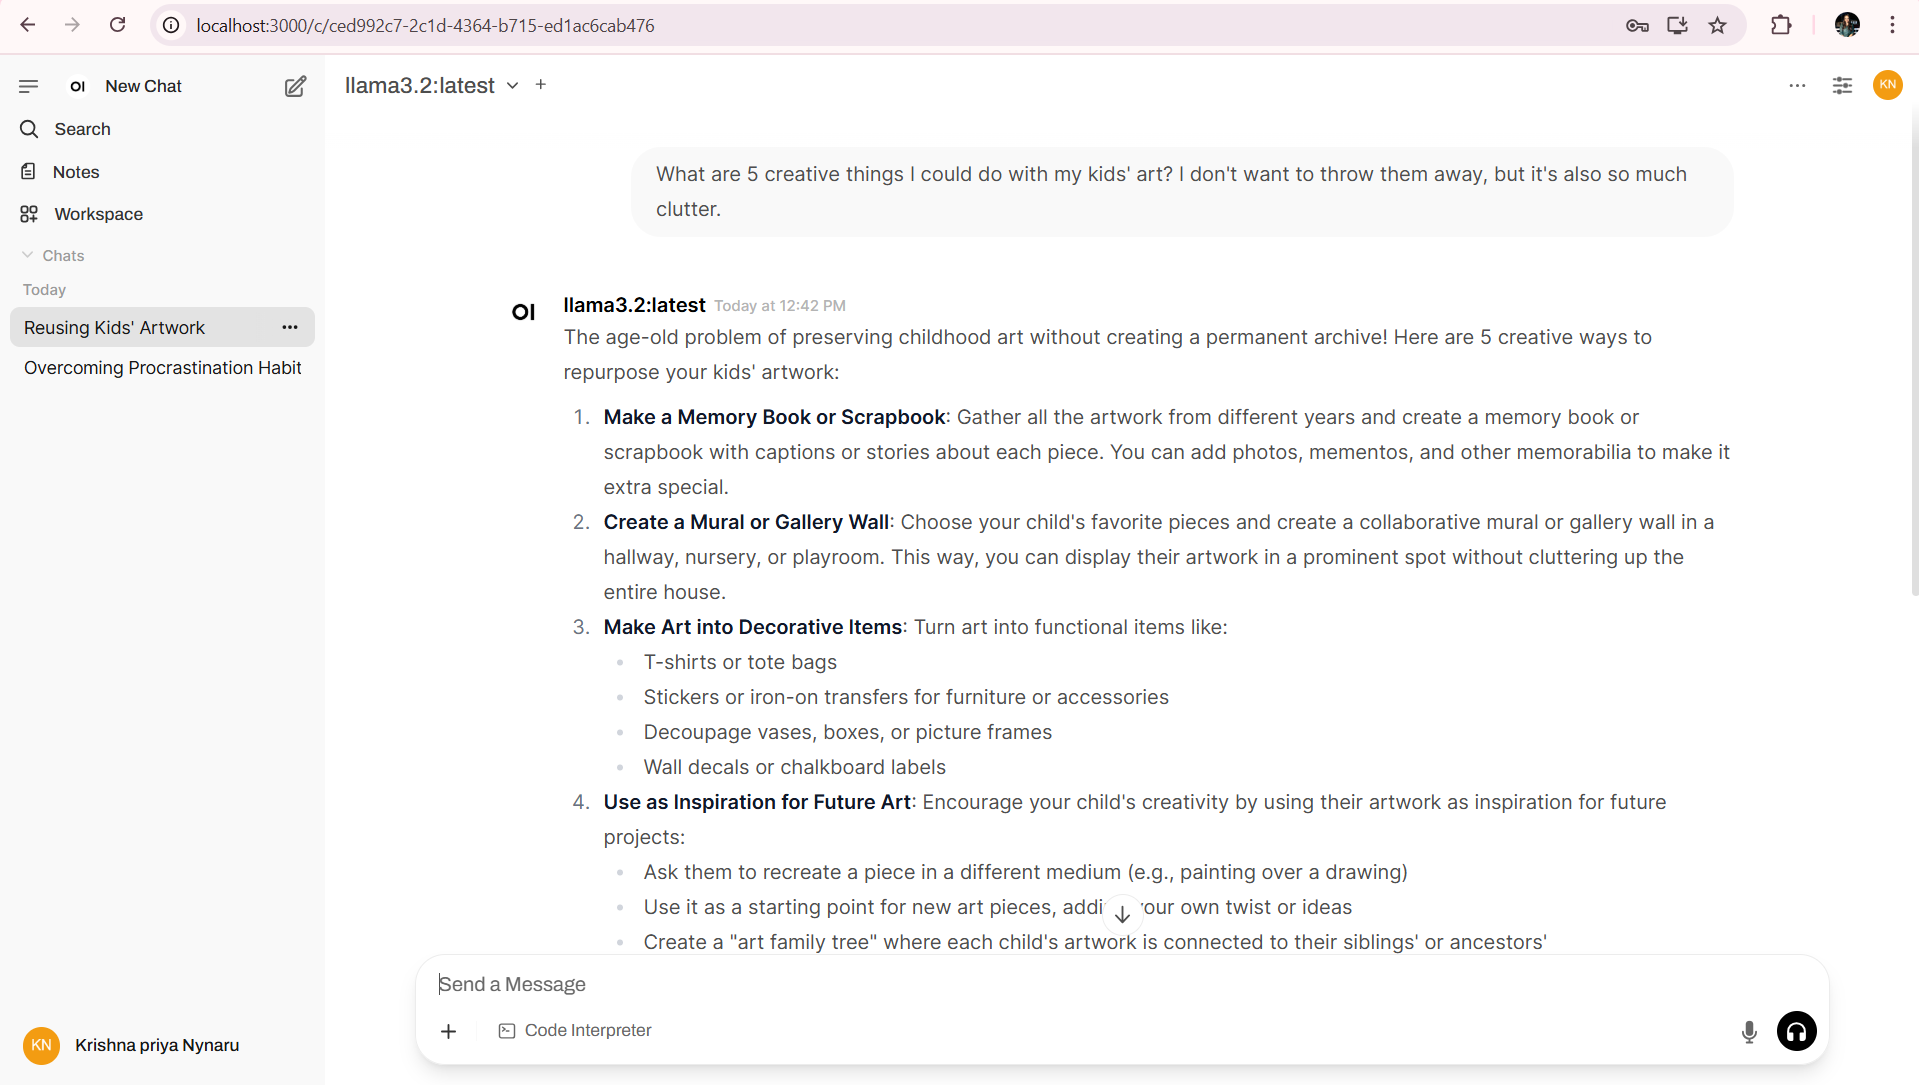 localhost:3000/c/ced992c7-2c1d-4364-b715-ed1ac6cab476
OI New Chat
Search
Notes
Workspace
Chats
Today
Reusing Kids' Artwork
Overcoming Procrastination Habit
KN Krishna priya Nynaru
llama3.2:latest
KN
What are 5 creative things I could do with my kids' art? I don't want to throw them away, but it's also so much
clutter.
OI llama3.2:latest Today at 12:42 PM
The age-old problem of preserving childhood art without creating a permanent archive! Here are 5 creative ways to
repurpose your kids' artwork:
1. Make a Memory Book or Scrapbook: Gather all the artwork from different years and create a memory book or
scrapbook with captions or stories about each piece. You can add photos, mementos, and other memorabilia to make it
extra special.
2. Create a Mural or Gallery Wall: Choose your child's favorite pieces and create a collaborative mural or gallery wall in a
hallway, nursery, or playroom. This way, you can display their artwork in a prominent spot without cluttering up the
entire house.
3. Make Art into Decorative Items: Turn art into functional items like:
T-shirts or tote bags
Stickers or iron-on transfers for furniture or accessories
Decoupage vases, boxes, or picture frames
Wall decals or chalkboard labels
4. Use as Inspiration for Future Art: Encourage your child's creativity by using their artwork as inspiration for future
projects:
Ask them to recreate a piece in a different medium (e.g., painting over a drawing)
Use it as a starting point for new art pieces, addi your own twist or ideas
Create a "art family tree" where each child's artwork is connected to their siblings' or ancestors'
Send a Message
Code Interpreter